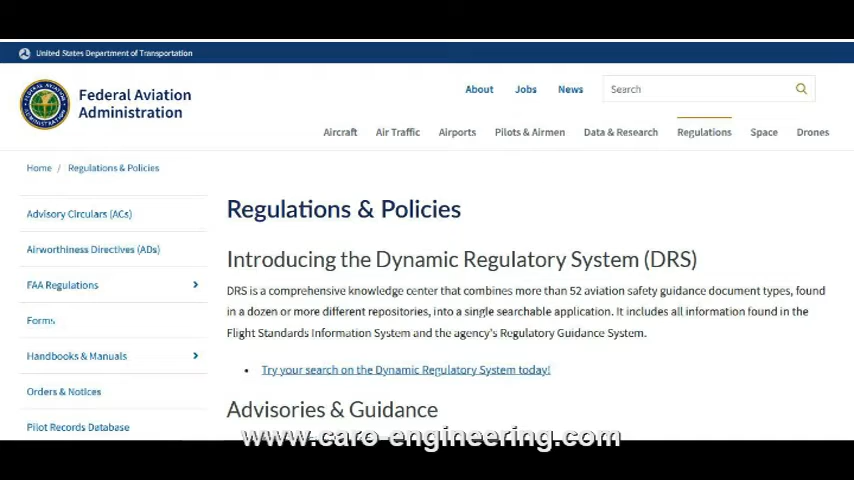 United States Department of Transportation
Federal Aviation
Administration
About Jobs News Search
Aircraft Air Traffic Airports Pilots & Airmen Data & Research Regulations Space Drones
Home / Regulations & Policies
Advisory Circulars (ACs)
Airworthiness Directives (ADs)
FAA Regulations
Forms
Handbooks & Manuals
Orders & Notices
Pilot Records Database
Regulations & Policies
Introducing the Dynamic Regulatory System (DRS)
DRS is a comprehensive knowledge center that combines more than 52 aviation safety guidance document types, found
in a dozen or more different repositories, into a single searchable application. It includes all information found in the
Flight Standards Information System and the agency's Regulatory Guidance System.
• Try your search on the Dynamic Regulatory System today!
Advisories & Guidance
www.caro-engineering.com